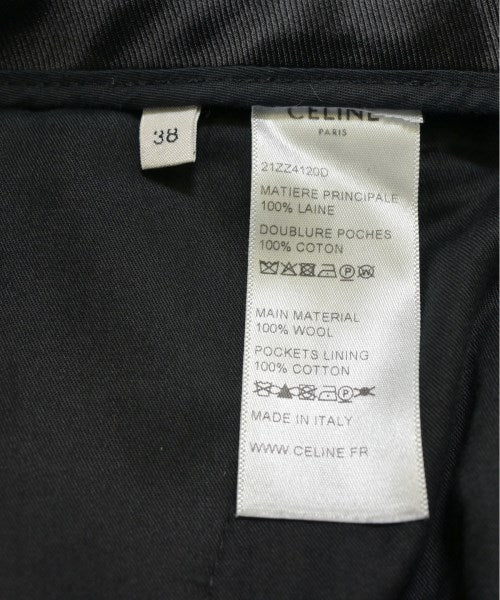 38
CELINE
PARIS
21ZZ4120D
MATIERE PRINCIPALE
100% LAINE
DOUBLURE POCHES
100% COTON
MAIN MATERIAL
100% WOOL
POCKETS LINING
100% COTTON
MADE IN ITALY
WWW.CELINE.FR